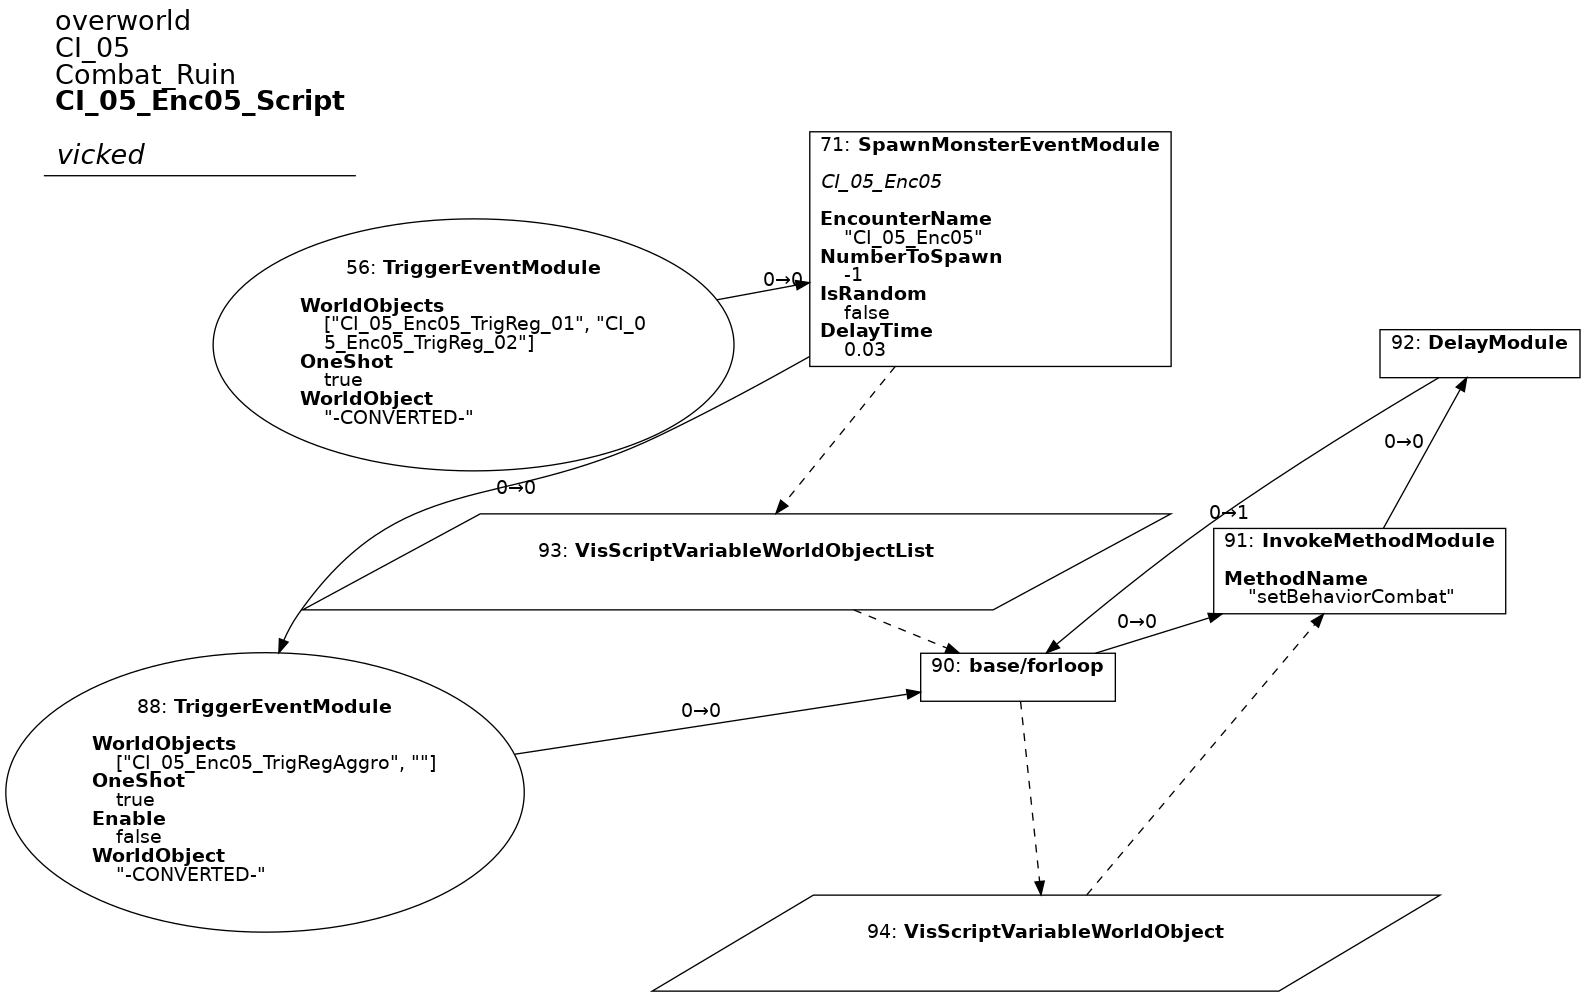 overworld
CI_05
Combat_Ruin
CI_05_Enc05_Script
vicked
71: SpawnMonsterEventModule
CI_05_Enc05
EncounterName
"CI_05_Enc05"
NumberToSpawn
-1
IsRandom
false
DelayTime
0.03
56: TriggerEventModule
WorldObjects
["CI_05_Enc05_TrigReg_01", "CI_0
5_Enc05_TrigReg_02"]
OneShot
true
WorldObject
"-CONVERTED-"
0→0
92: DelayModule
0→0
0→0
0→1
93: VisScriptVariableWorldObjectList
91: InvokeMethodModule
MethodName
"setBehaviorCombat"
0→0
90: base/forloop
0→0
88: TriggerEventModule
WorldObjects
["CI_05_Enc05_TrigRegAggro", ""]
OneShot
true
Enable
false
WorldObject
"-CONVERTED-"
94: VisScriptVariableWorldObject